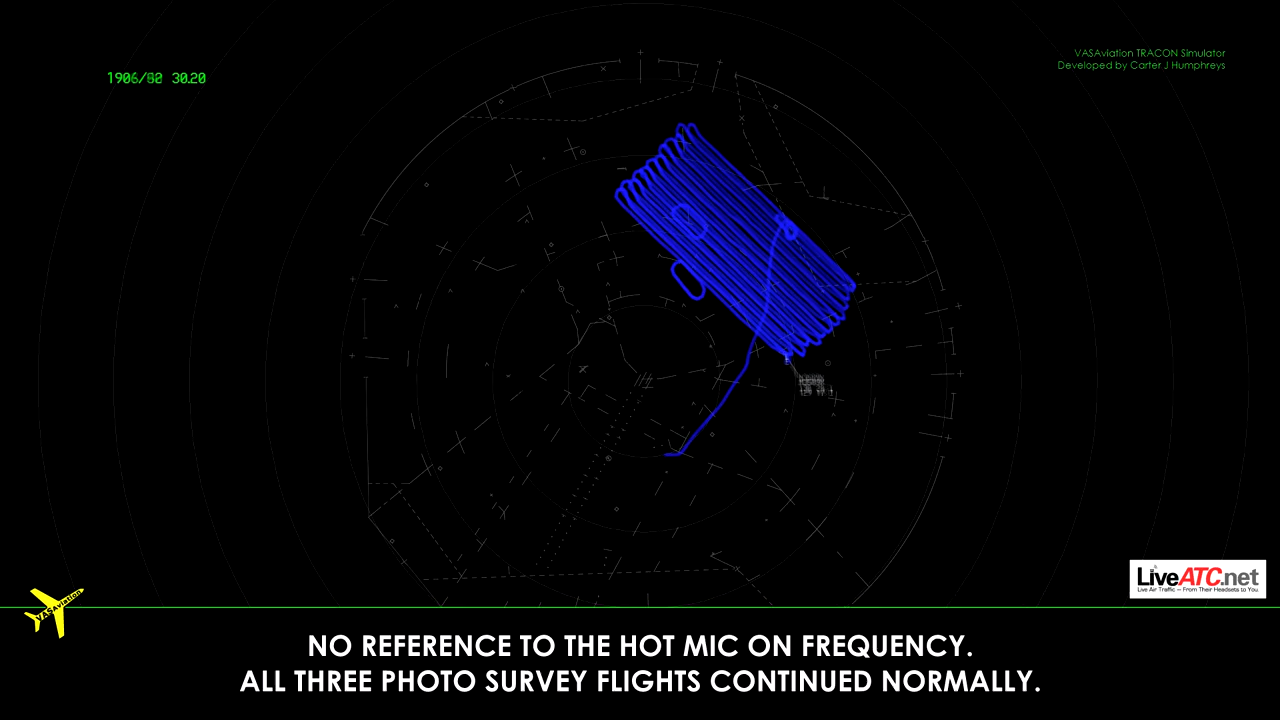 1906/ 30.20
VASAviation TRACON Simulator
Developed by Carter J Humphreys
LiveATC.net
Live Air Traffic – From Their Headsets to You.
VASAviation
NO REFERENCE TO THE HOT MIC ON FREQUENCY.
ALL THREE PHOTO SURVEY FLIGHTS CONTINUED NORMALLY.